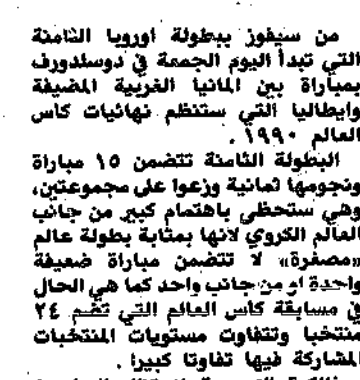 من سيفوز ببطولة اوروبا الثامنة
التي تبدأ اليوم الجمعة في دوسلدورف
بمباراة بين المانيا الغربية المضيفة
وايطاليا التي ستنظم نهائيات كاس
العالم ١٩٩٠ .
البطولة الثامنة تتضمن ١٥ مباراة
ونجومها ثمانية وزعوا على مجموعتين،
وهي ستحظي باهتمام كبير من جانب
العالم الكروي لانها بمثابة بطولة عالم
«مصغرة» لا تتضمن مباراة ضعيفة
واحدة او من جانب واحد كما هي الحال
في مسابقة كاس العالم التي تضم ٢٤
منتخبا وتتفاوت مستويات المنتخبات
المشاركة فيها تفاوتا كبيرا .